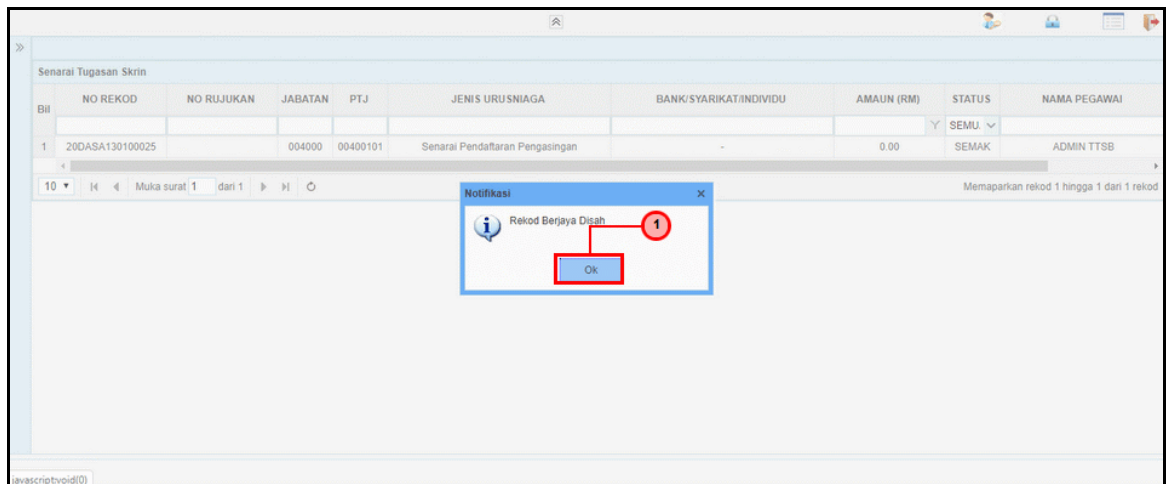 Senarai Tugasan Skrin
Bil NO REKOD NO RUJUKAN JABATAN PTJ JENIS URUSNIAGA BANK/SYARIKAT/INDIVIDU AMAUN (RM) STATUS NAMA PEGAWAI
SEMU.
1 20DASA130100025 004000 00400101 Senarai Pendaftaran Pengasingan - 0.00 SEMAK ADMIN TTSB
10 Muka surat 1 dari 1 Memaparkan rekod 1 hingga 1 dari 1 rekod
Notifikasi
Rekod Berjaya Disah
1
Ok
javascript:void(0)